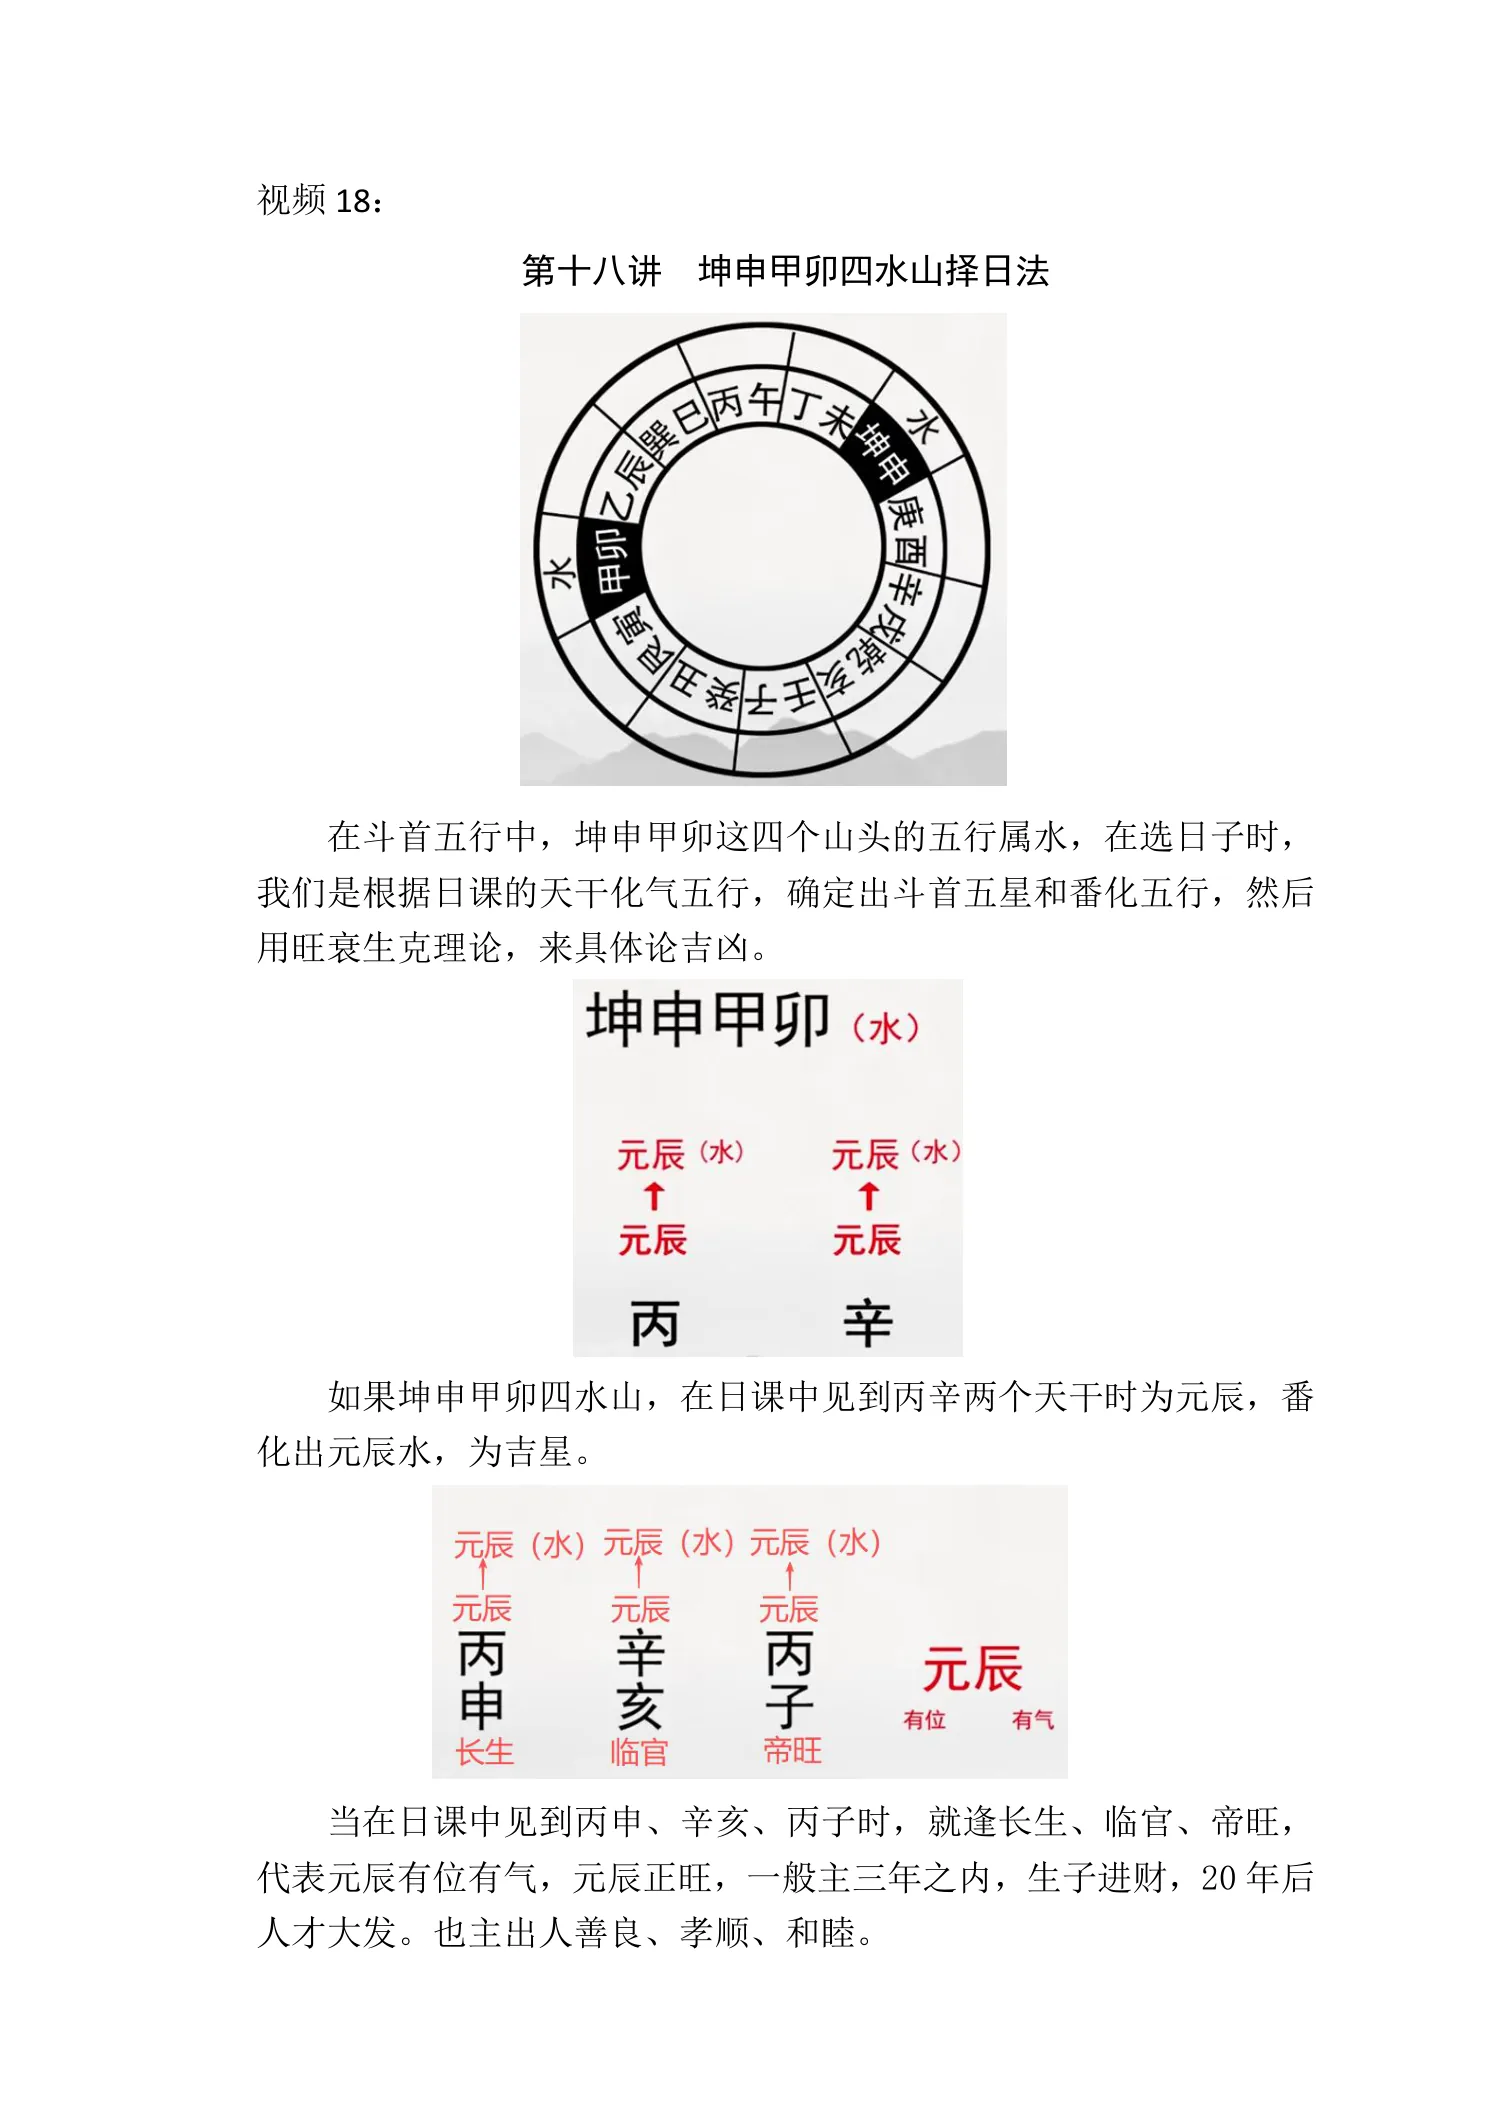 视频 18：
第十八讲　坤申甲卯四水山择日法
丙午
丁未
坤申
水
庚酉
辛戌
乾亥
壬子
癸丑
艮寅
甲卯
水
乙辰
巽巳
在斗首五行中，坤申甲卯这四个山头的五行属水，在选日子时，
我们是根据日课的天干化气五行，确定出斗首五星和番化五行，然后
用旺衰生克理论，来具体论吉凶。
坤申甲卯（水）
元辰（水） 元辰（水）
↑ ↑
元辰 元辰
丙 辛
如果坤申甲卯四水山，在日课中见到丙辛两个天干时为元辰，番
化出元辰水，为吉星。
元辰（水） 元辰（水） 元辰（水）
↑ ↑ ↑
元辰 元辰 元辰
丙 辛 丙 元辰
申 亥 子 有位 有气
长生 临官 帝旺
当在日课中见到丙申、辛亥、丙子时，就逢长生、临官、帝旺，
代表元辰有位有气，元辰正旺，一般主三年之内，生子进财，20 年后
人才大发。也主出人善良、孝顺、和睦。